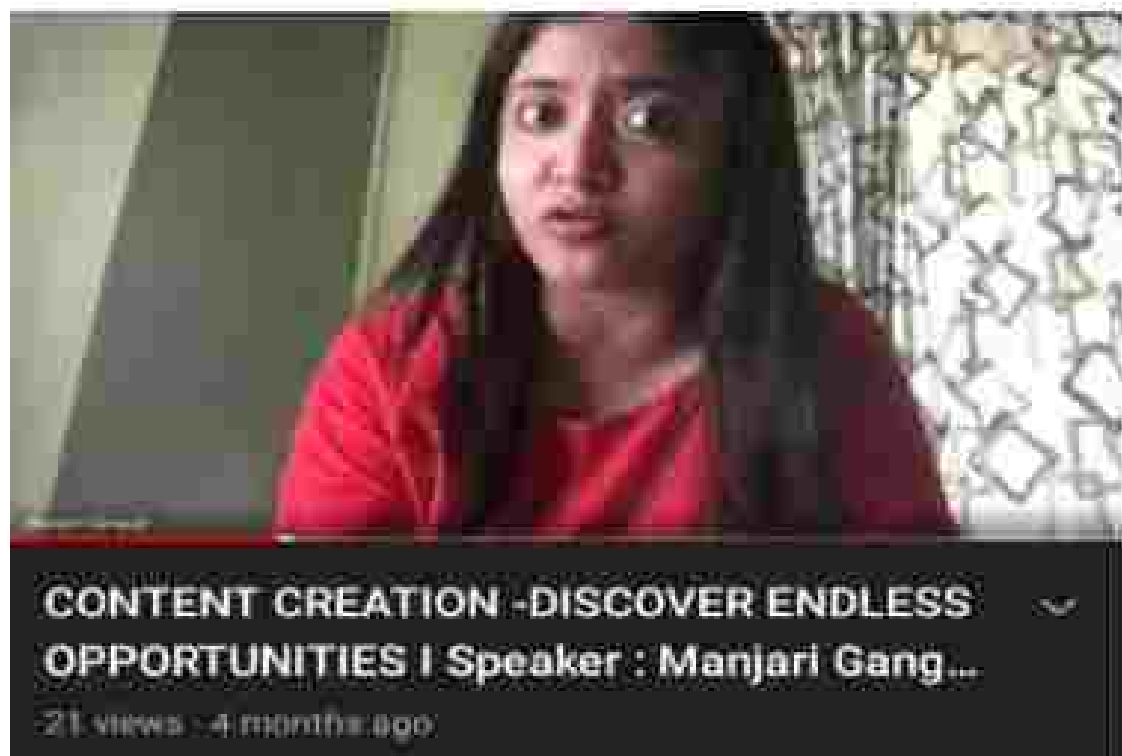 CONTENT CREATION -DISCOVER ENDLESS
OPPORTUNITIES I Speaker : Manjari Gang...
21 views · 4 months ago